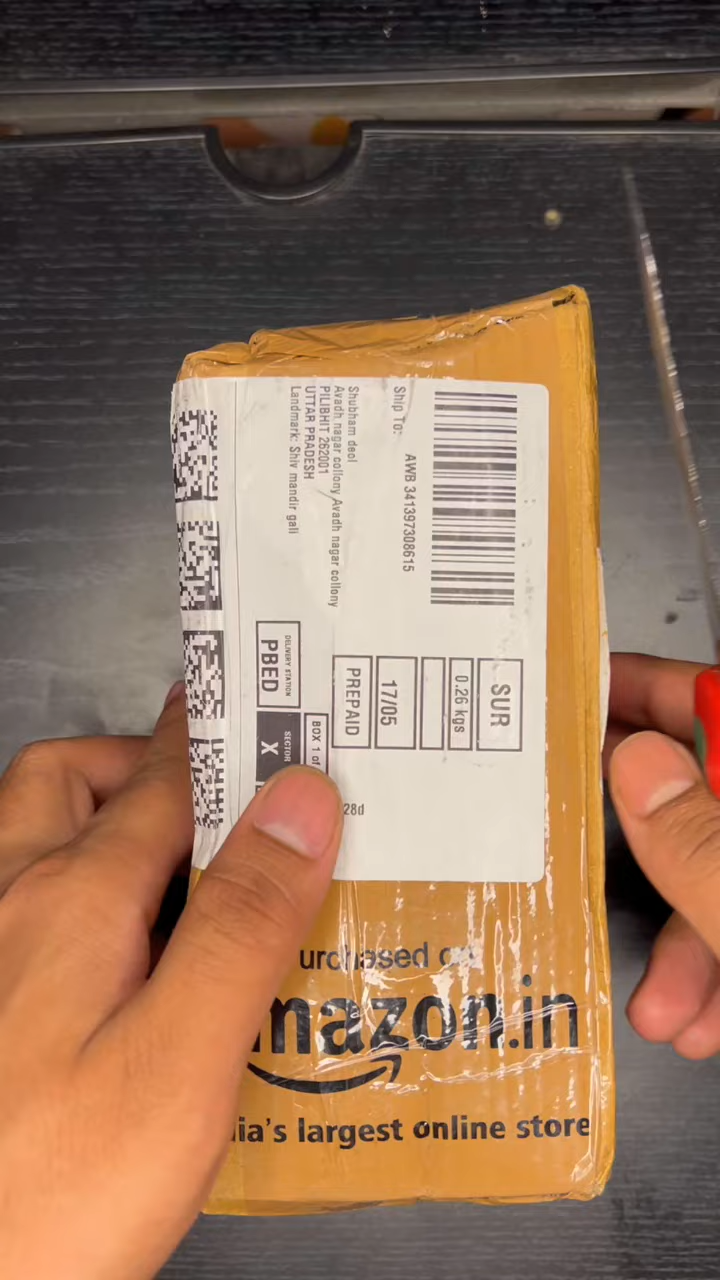 AWB 341397308615
Ship To:
Shubham deol
Avadh nagar collony Avadh nagar collony
PILIBHIT 262001
UTTAR PRADESH
Landmark: Shiv mandir gali
SUR
0.26 kgs
17/05
PREPAID
BOX 1 of
DELIVERY STATION
PBED
SECTOR
X
28d
urchased o
mazon.in
ia's largest online store